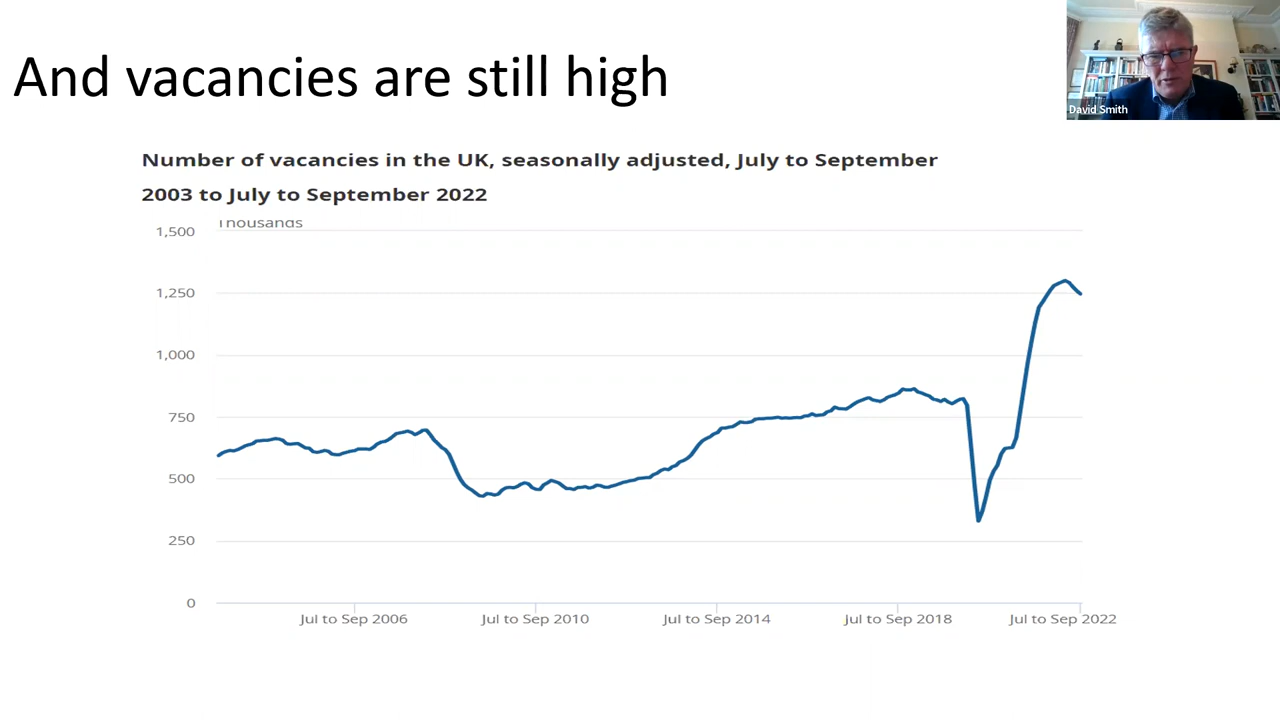 And vacancies are still high
David Smith
Number of vacancies in the UK, seasonally adjusted, July to September
2003 to July to September 2022
Thousands
1,500
1,250
1,000
750
500
250
0
Jul to Sep 2006
Jul to Sep 2010
Jul to Sep 2014
Jul to Sep 2018
Jul to Sep 2022